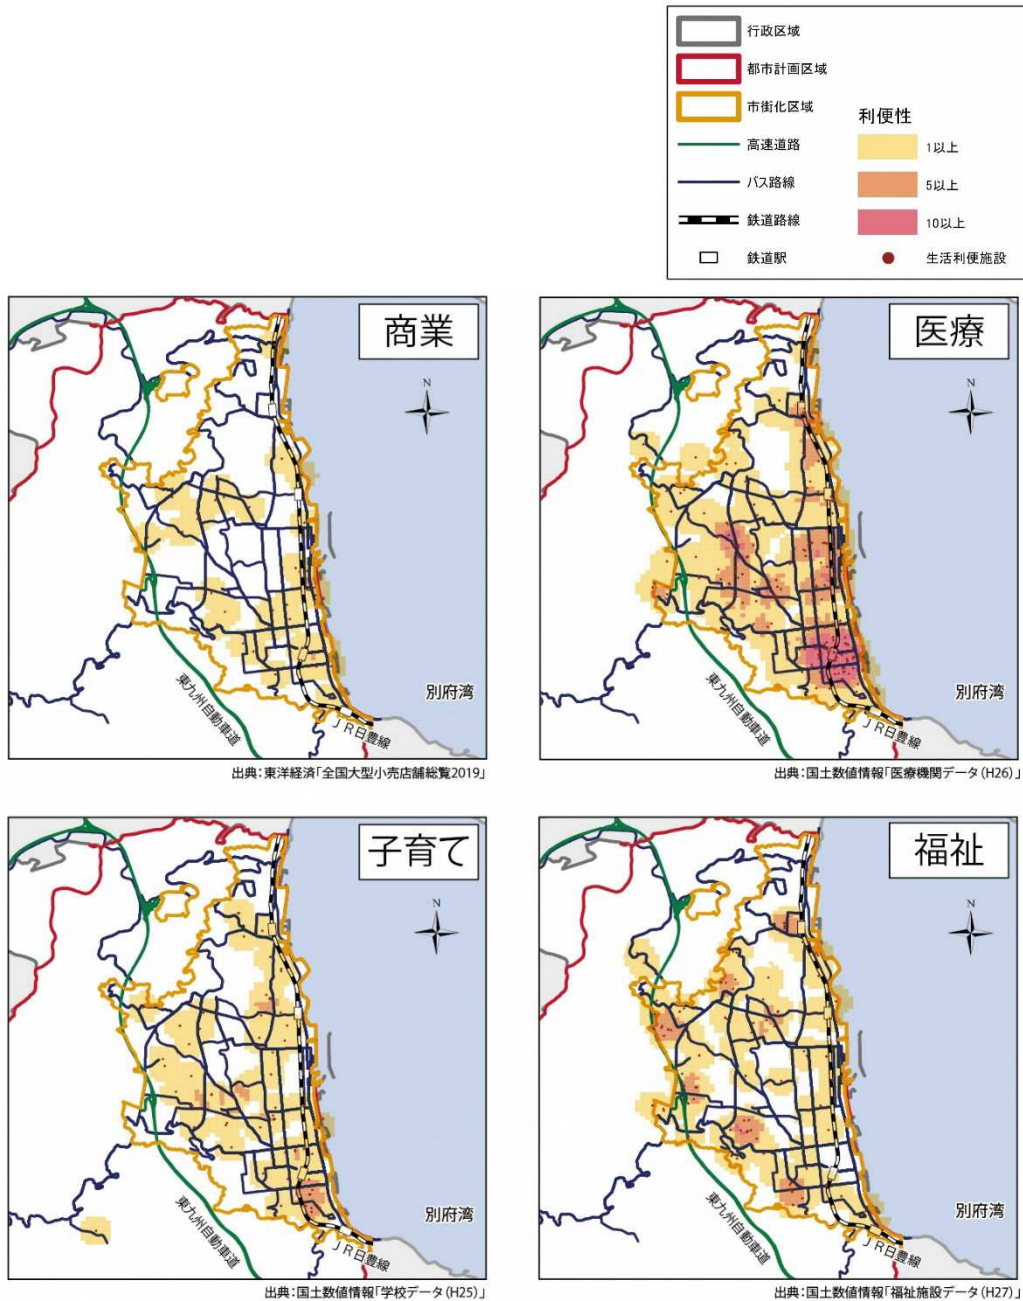 行政区域
都市計画区域
市街化区域
高速道路
バス路線
鉄道路線
鉄道駅
利便性
1以上
5以上
10以上
生活利便施設
商業
N
別府湾
東九州自動車道
JR日豊線
出典：東洋経済「全国大型小売店舗総覧2019」
医療
N
別府湾
東九州自動車道
JR日豊線
出典：国土数値情報「医療機関データ(H26)」
子育て
N
別府湾
東九州自動車道
JR日豊線
出典：国土数値情報「学校データ(H25)」
福祉
N
別府湾
東九州自動車道
JR日豊線
出典：国土数値情報「福祉施設データ(H27)」